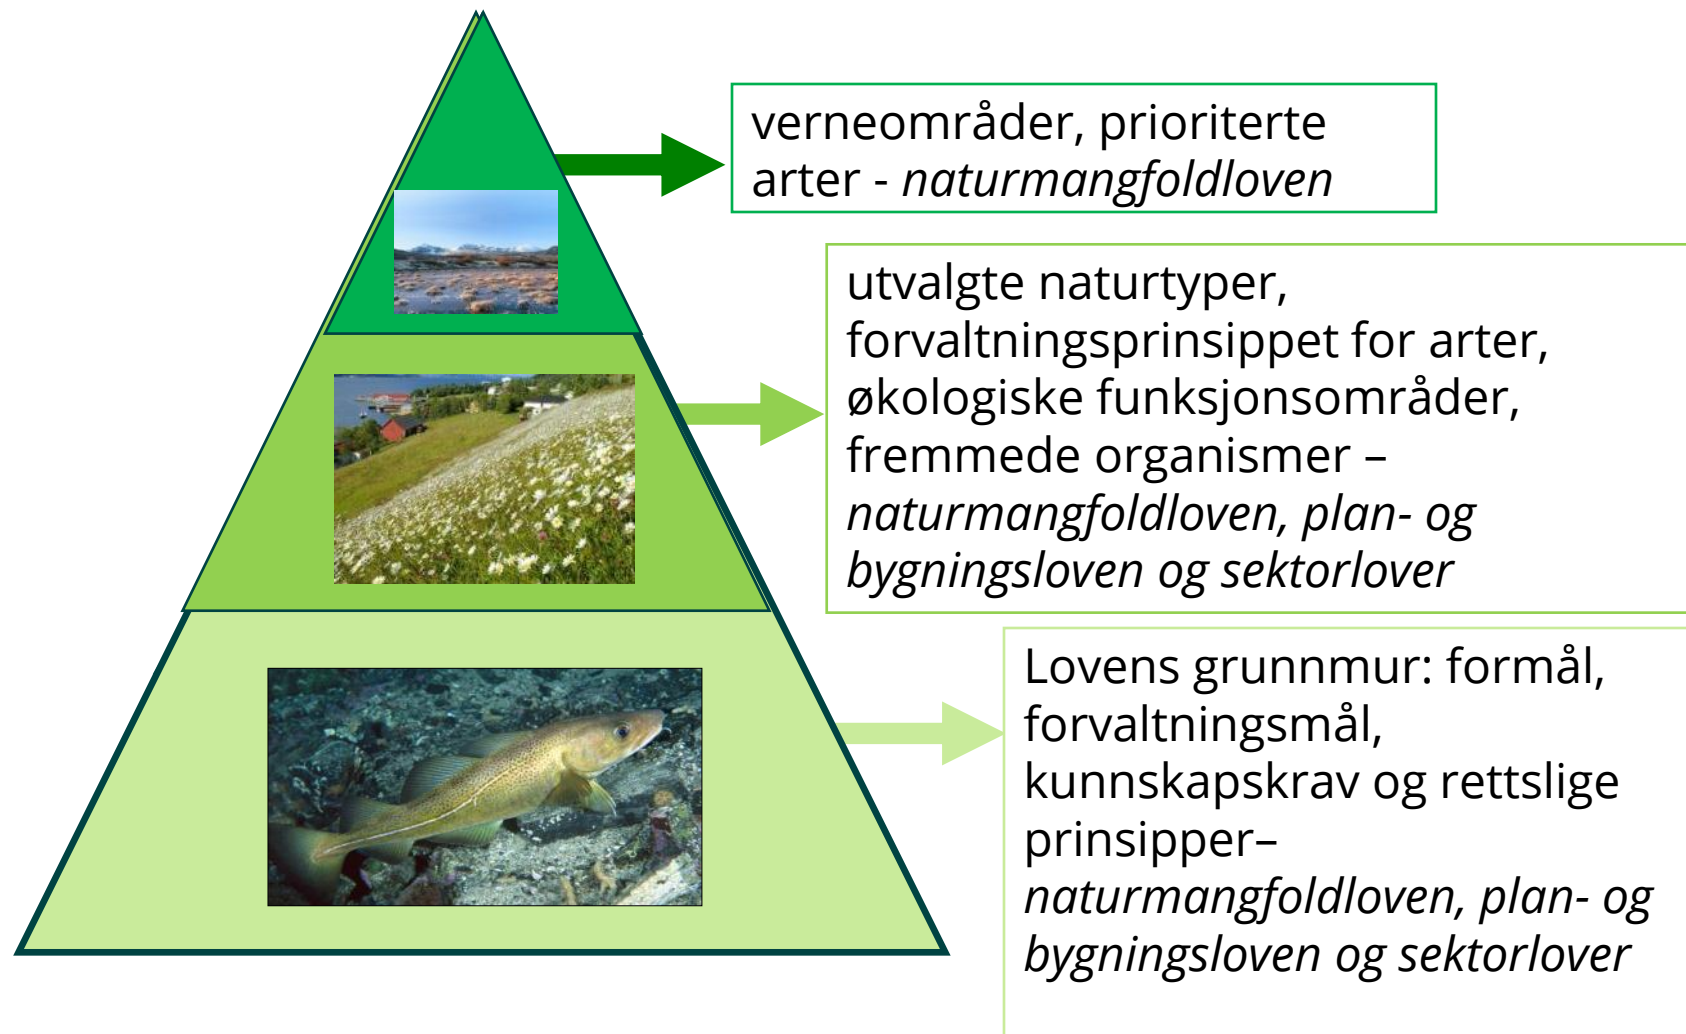 verneområder, prioriterte
arter - naturmangfoldloven
utvalgte naturtyper,
forvaltningsprinsippet for arter,
økologiske funksjonsområder,
fremmede organismer –
naturmangfoldloven, plan- og
bygningsloven og sektorlover
Lovens grunnmur: formål,
forvaltningsmål,
kunnskapskrav og rettslige
prinsipper–
naturmangfoldloven, plan- og
bygningsloven og sektorlover